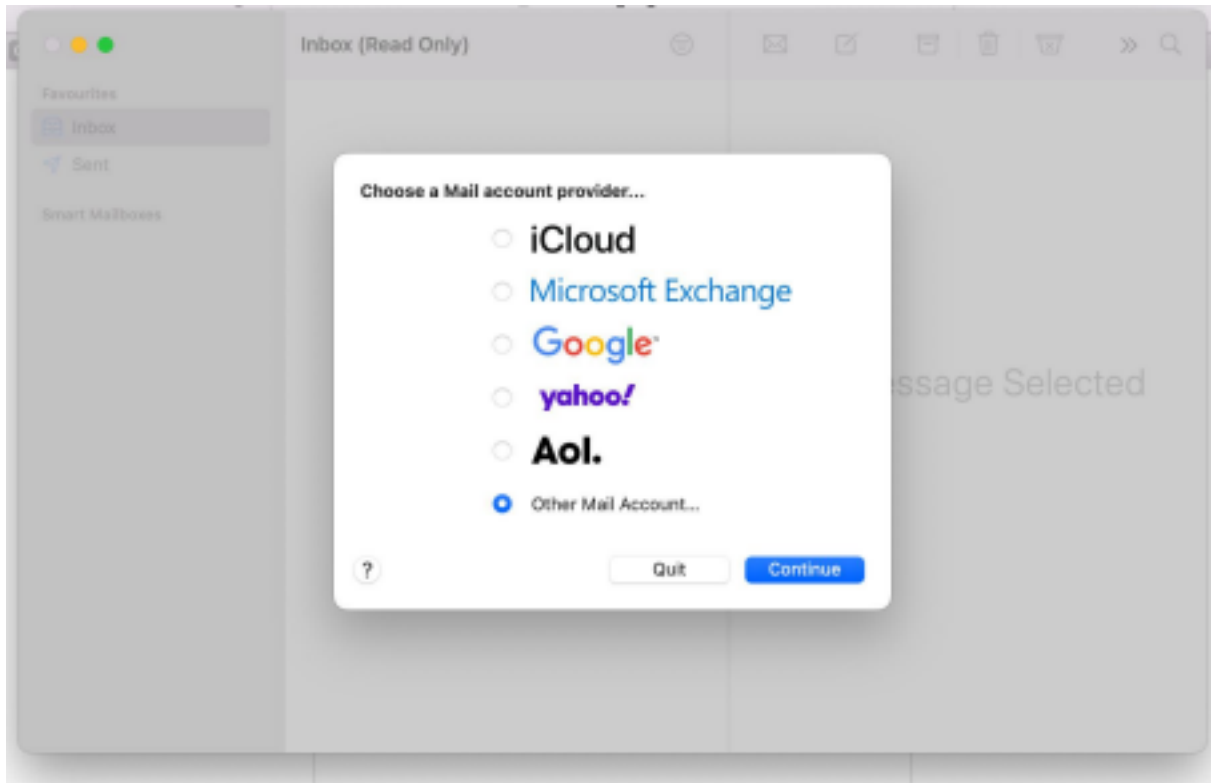 Inbox (Read Only)
Favourites
Inbox
Sent
Smart Mailboxes
Choose a Mail account provider...
iCloud
Microsoft Exchange
Google
yahoo!
Aol.
Other Mail Account...
ssage Selected
?
Quit
Continue